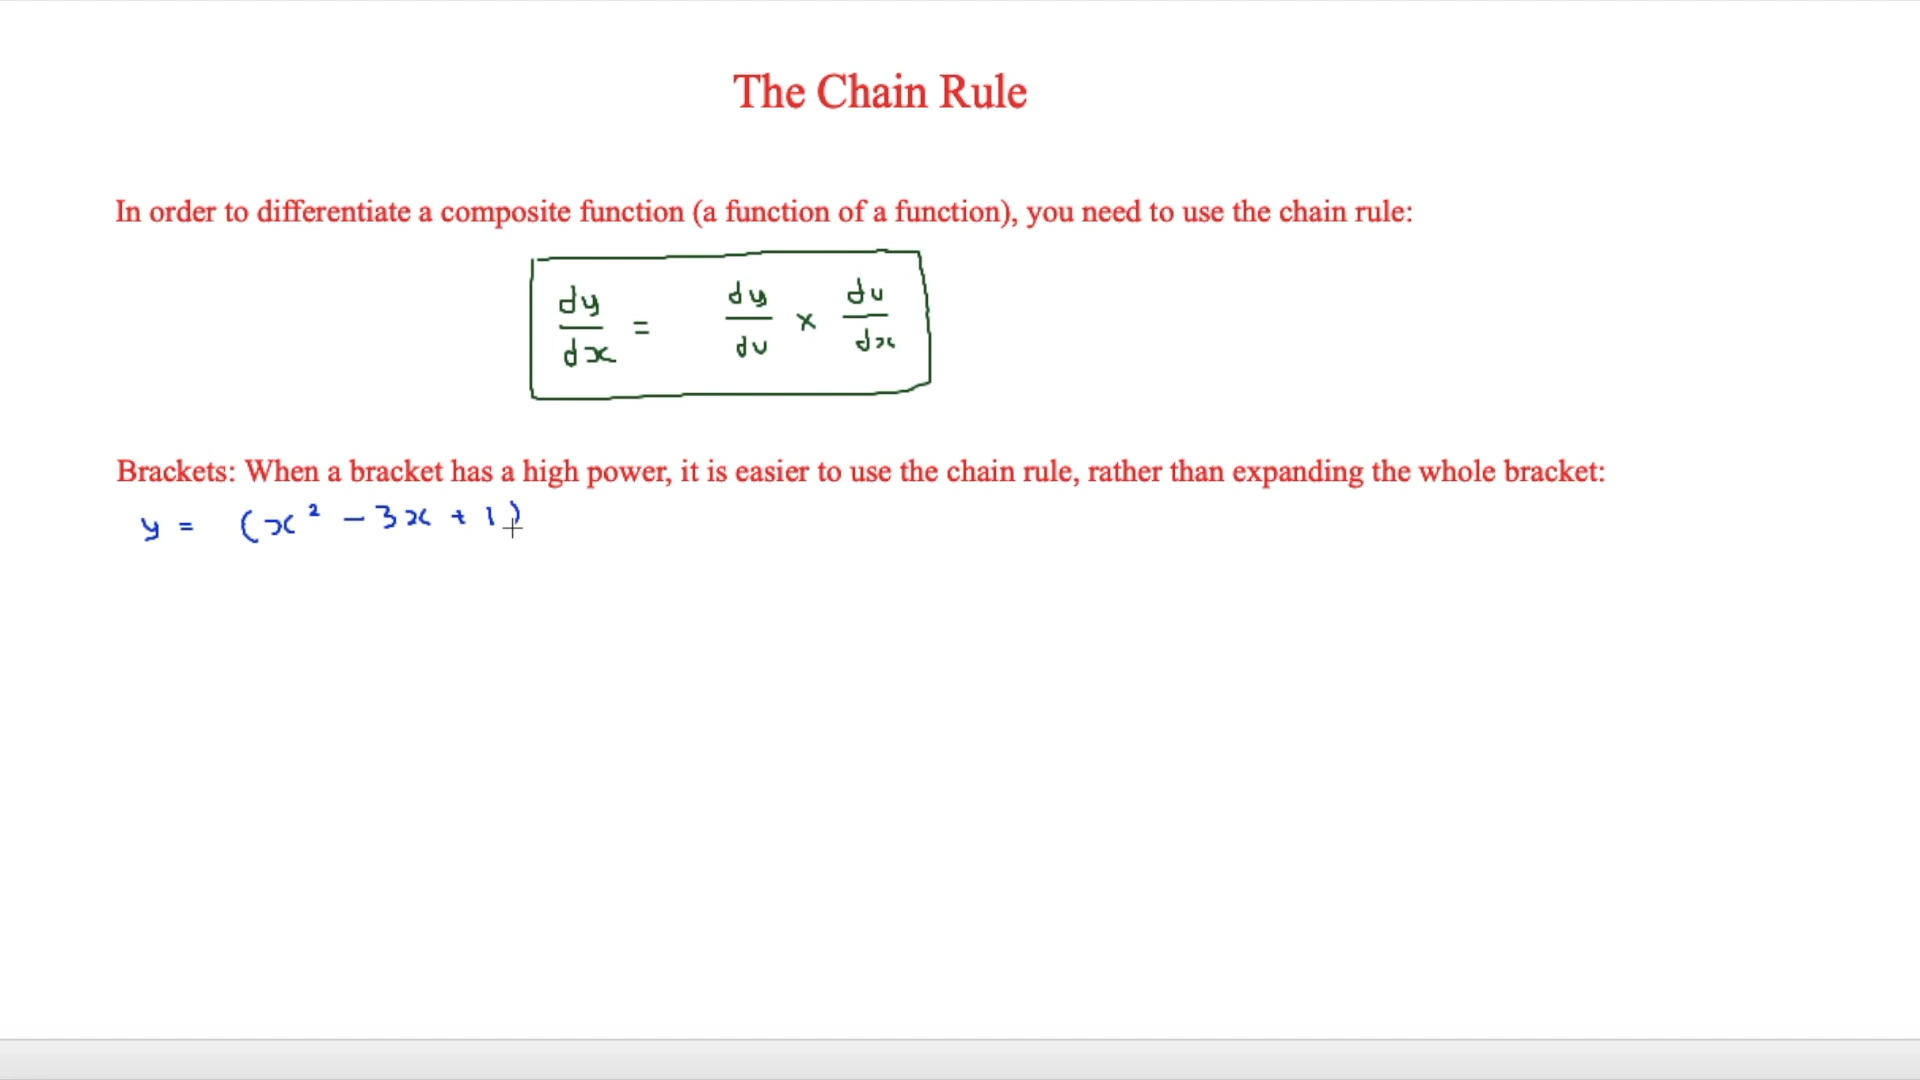 The Chain Rule
In order to differentiate a composite function (a function of a function), you need to use the chain rule:
dy/dx = dy/du × du/dx
Brackets: When a bracket has a high power, it is easier to use the chain rule, rather than expanding the whole bracket:
y = (x² - 3x + 1)